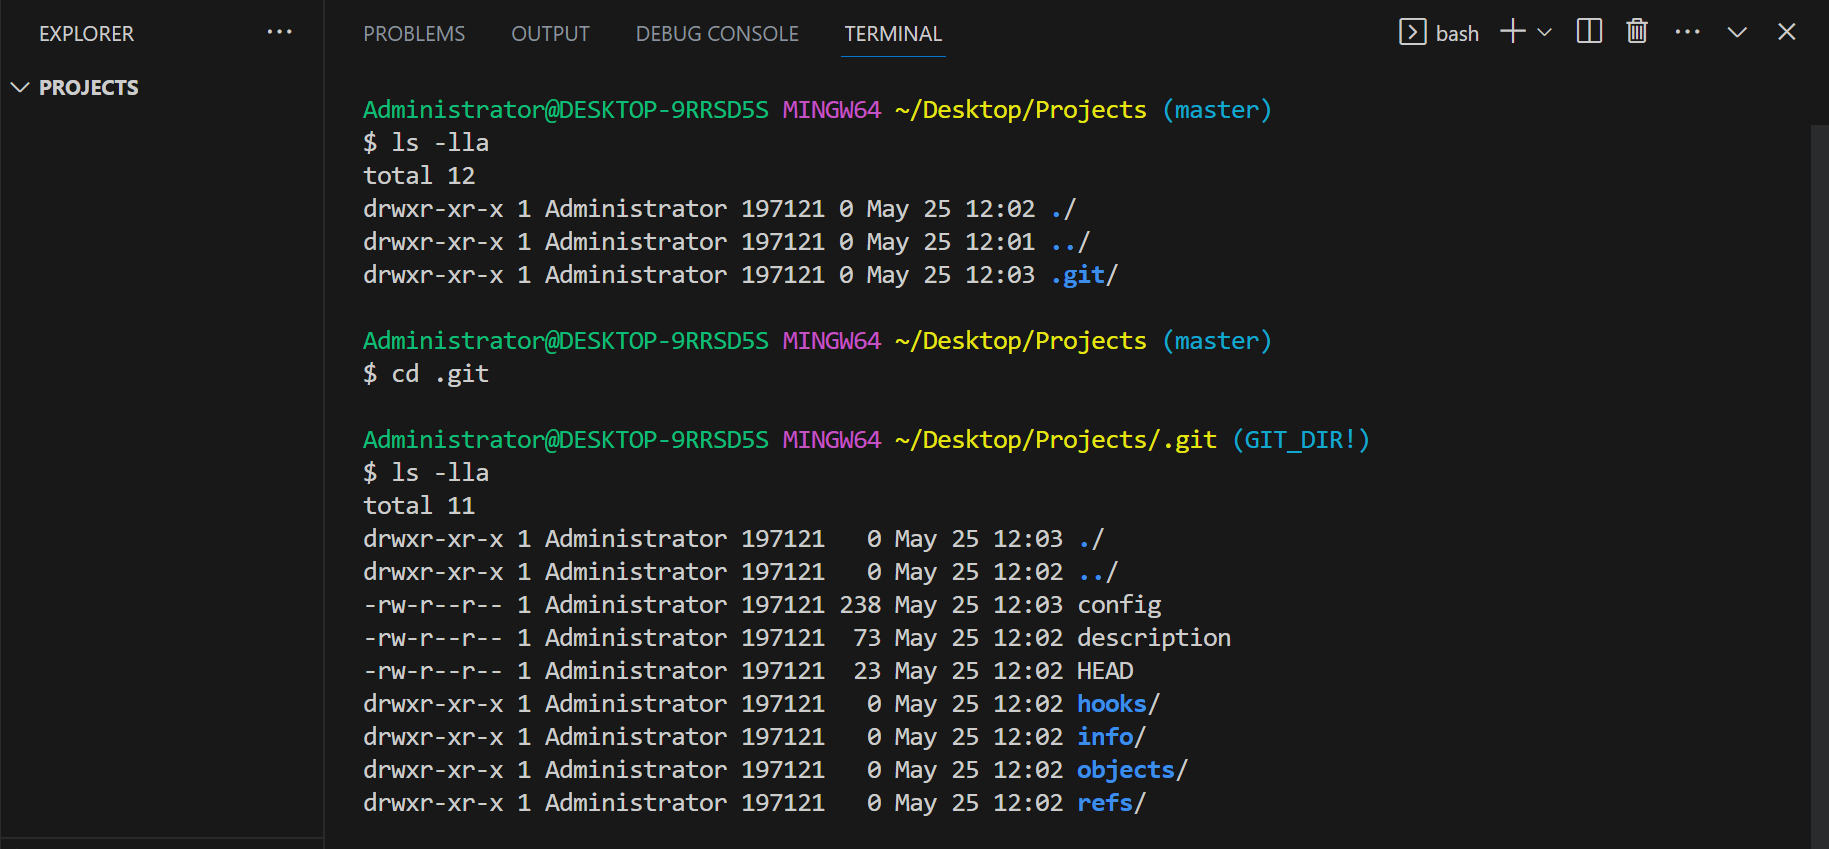 EXPLORER
PROJECTS
PROBLEMS OUTPUT DEBUG CONSOLE TERMINAL bash
Administrator@DESKTOP-9RRSD5S MINGW64 ~/Desktop/Projects (master)
$ ls -lla
total 12
drwxr-xr-x 1 Administrator 197121 0 May 25 12:02 ./
drwxr-xr-x 1 Administrator 197121 0 May 25 12:01 ../
drwxr-xr-x 1 Administrator 197121 0 May 25 12:03 .git/
Administrator@DESKTOP-9RRSD5S MINGW64 ~/Desktop/Projects (master)
$ cd .git
Administrator@DESKTOP-9RRSD5S MINGW64 ~/Desktop/Projects/.git (GIT_DIR!)
$ ls -lla
total 11
drwxr-xr-x 1 Administrator 197121   0 May 25 12:03 ./
drwxr-xr-x 1 Administrator 197121   0 May 25 12:02 ../
-rw-r--r-- 1 Administrator 197121 238 May 25 12:03 config
-rw-r--r-- 1 Administrator 197121  73 May 25 12:02 description
-rw-r--r-- 1 Administrator 197121  23 May 25 12:02 HEAD
drwxr-xr-x 1 Administrator 197121   0 May 25 12:02 hooks/
drwxr-xr-x 1 Administrator 197121   0 May 25 12:02 info/
drwxr-xr-x 1 Administrator 197121   0 May 25 12:02 objects/
drwxr-xr-x 1 Administrator 197121   0 May 25 12:02 refs/